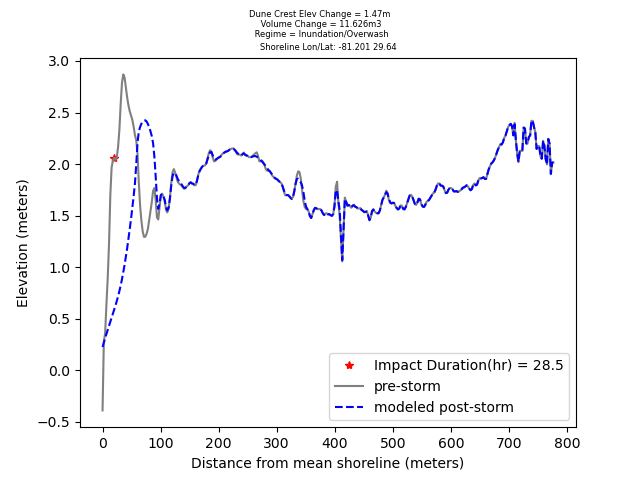 Dune Crest Elev Change = 1.47m
Volume Change = 11.626m3
Regime = Inundation/Overwash
Shoreline Lon/Lat: -81.201 29.64
3.0
2.5
2.0
1.5
1.0
0.5
0.0
−0.5
Elevation (meters)
Impact Duration(hr) = 28.5
pre-storm
modeled post-storm
0 100 200 300 400 500 600 700 800
Distance from mean shoreline (meters)